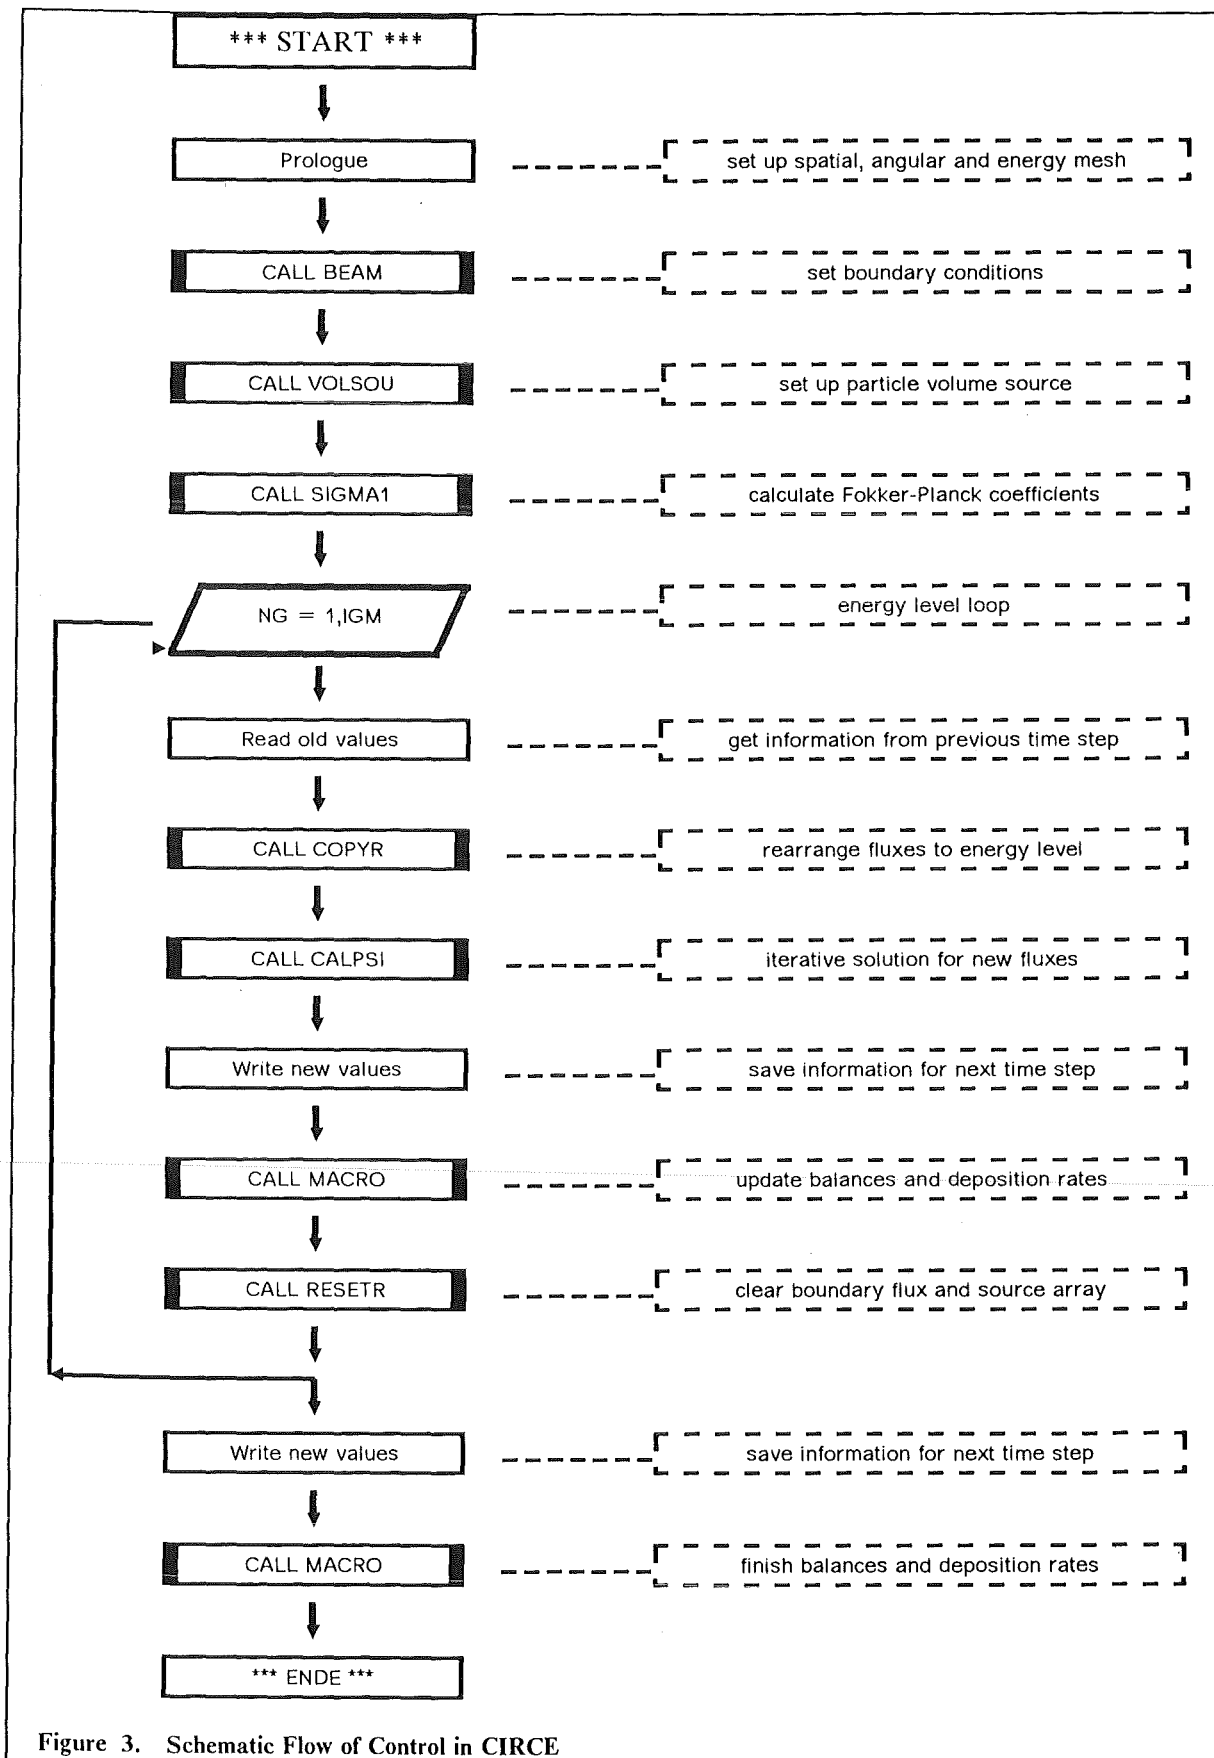 *** START ***
Prologue
set up spatial, angular and energy mesh
CALL BEAM
set boundary conditions
CALL VOLSOU
set up particle volume source
CALL SIGMA1
calculate Fokker-Planck coefficients
NG = 1,IGM
energy level loop
Read old values
get information from previous time step
CALL COPYR
rearrange fluxes to energy level
CALL CALPSI
iterative solution for new fluxes
Write new values
save information for next time step
CALL MACRO
update balances and deposition rates
CALL RESETR
clear boundary flux and source array
Write new values
save information for next time step
CALL MACRO
finish balances and deposition rates
*** ENDE ***
Figure 3. Schematic Flow of Control in CIRCE